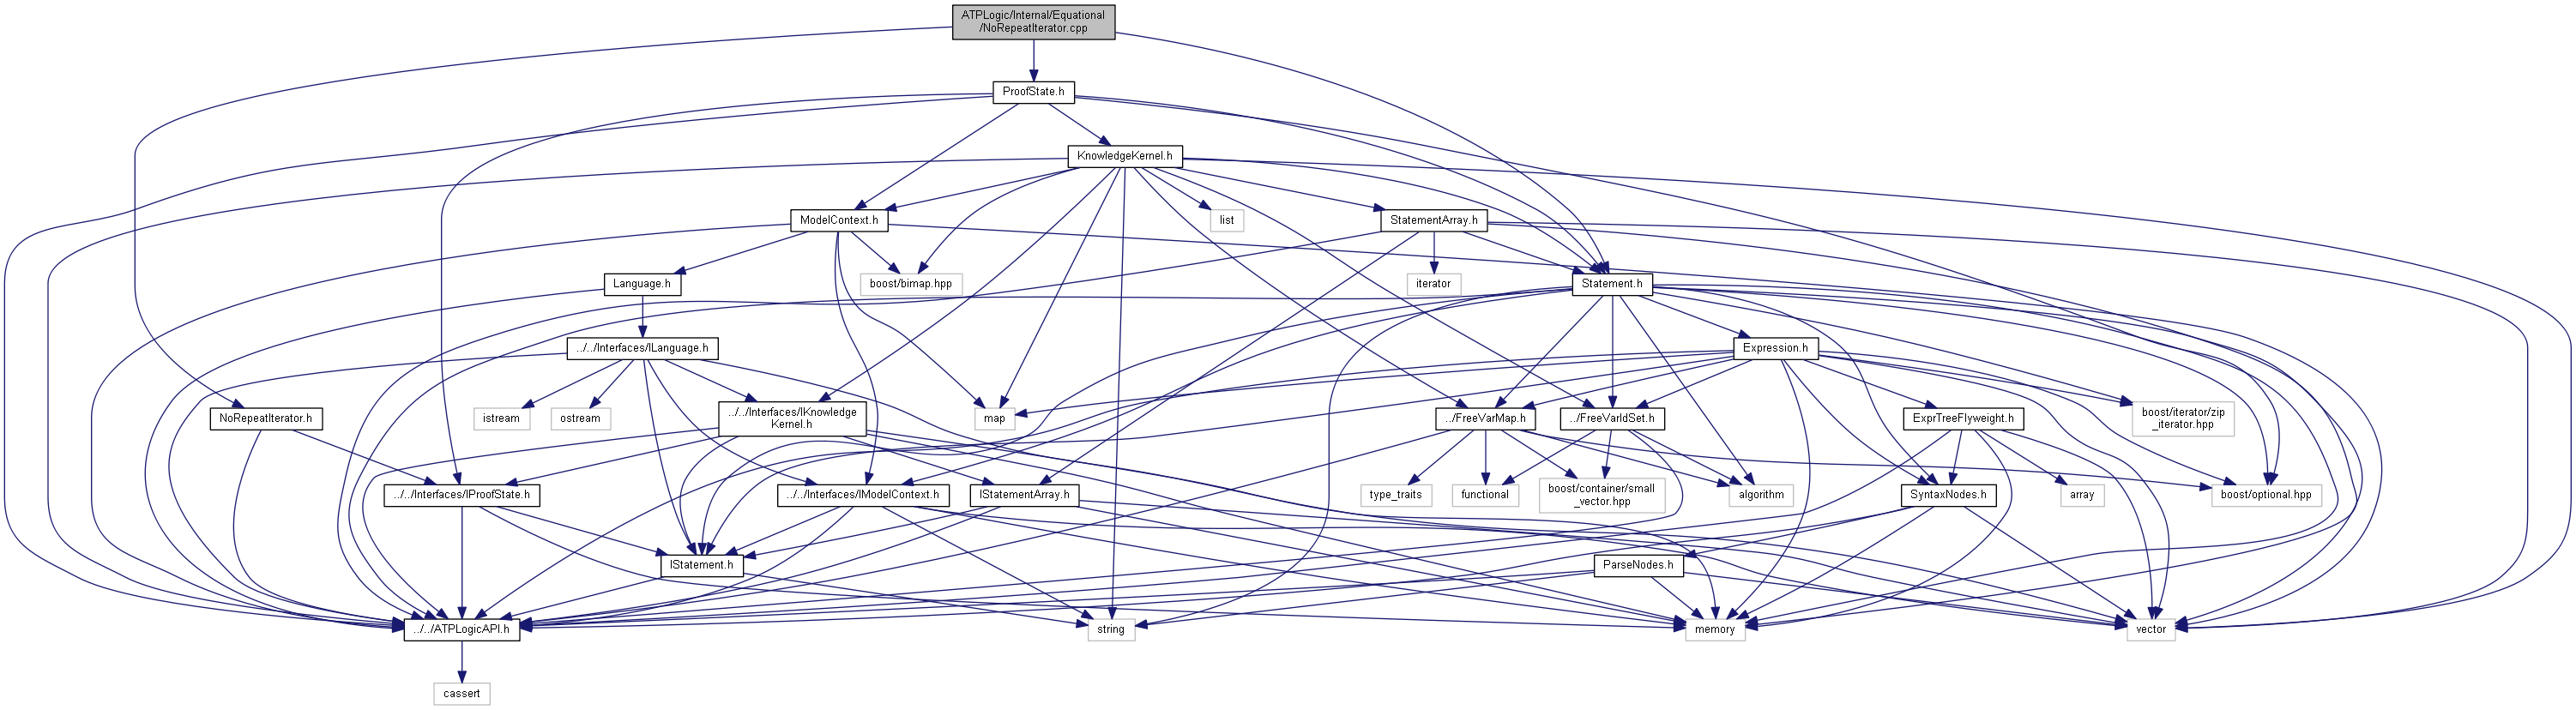 ATPLogic/Internal/Equational
/NoRepeatIterator.cpp
ProofState.h
KnowledgeKernel.h
ModelContext.h
list
StatementArray.h
Language.h
boost/bimap.hpp
iterator
Statement.h
../../Interfaces/ILanguage.h
Expression.h
NoRepeatIterator.h
istream
ostream
../../Interfaces/IKnowledge
Kernel.h
map
../FreeVarMap.h
../FreeVarIdSet.h
ExprTreeFlyweight.h
boost/iterator/zip
_iterator.hpp
../../Interfaces/IProofState.h
../../Interfaces/IModelContext.h
IStatementArray.h
type_traits
functional
boost/container/small
_vector.hpp
algorithm
SyntaxNodes.h
array
boost/optional.hpp
IStatement.h
ParseNodes.h
../../ATPLogicAPI.h
string
memory
vector
cassert